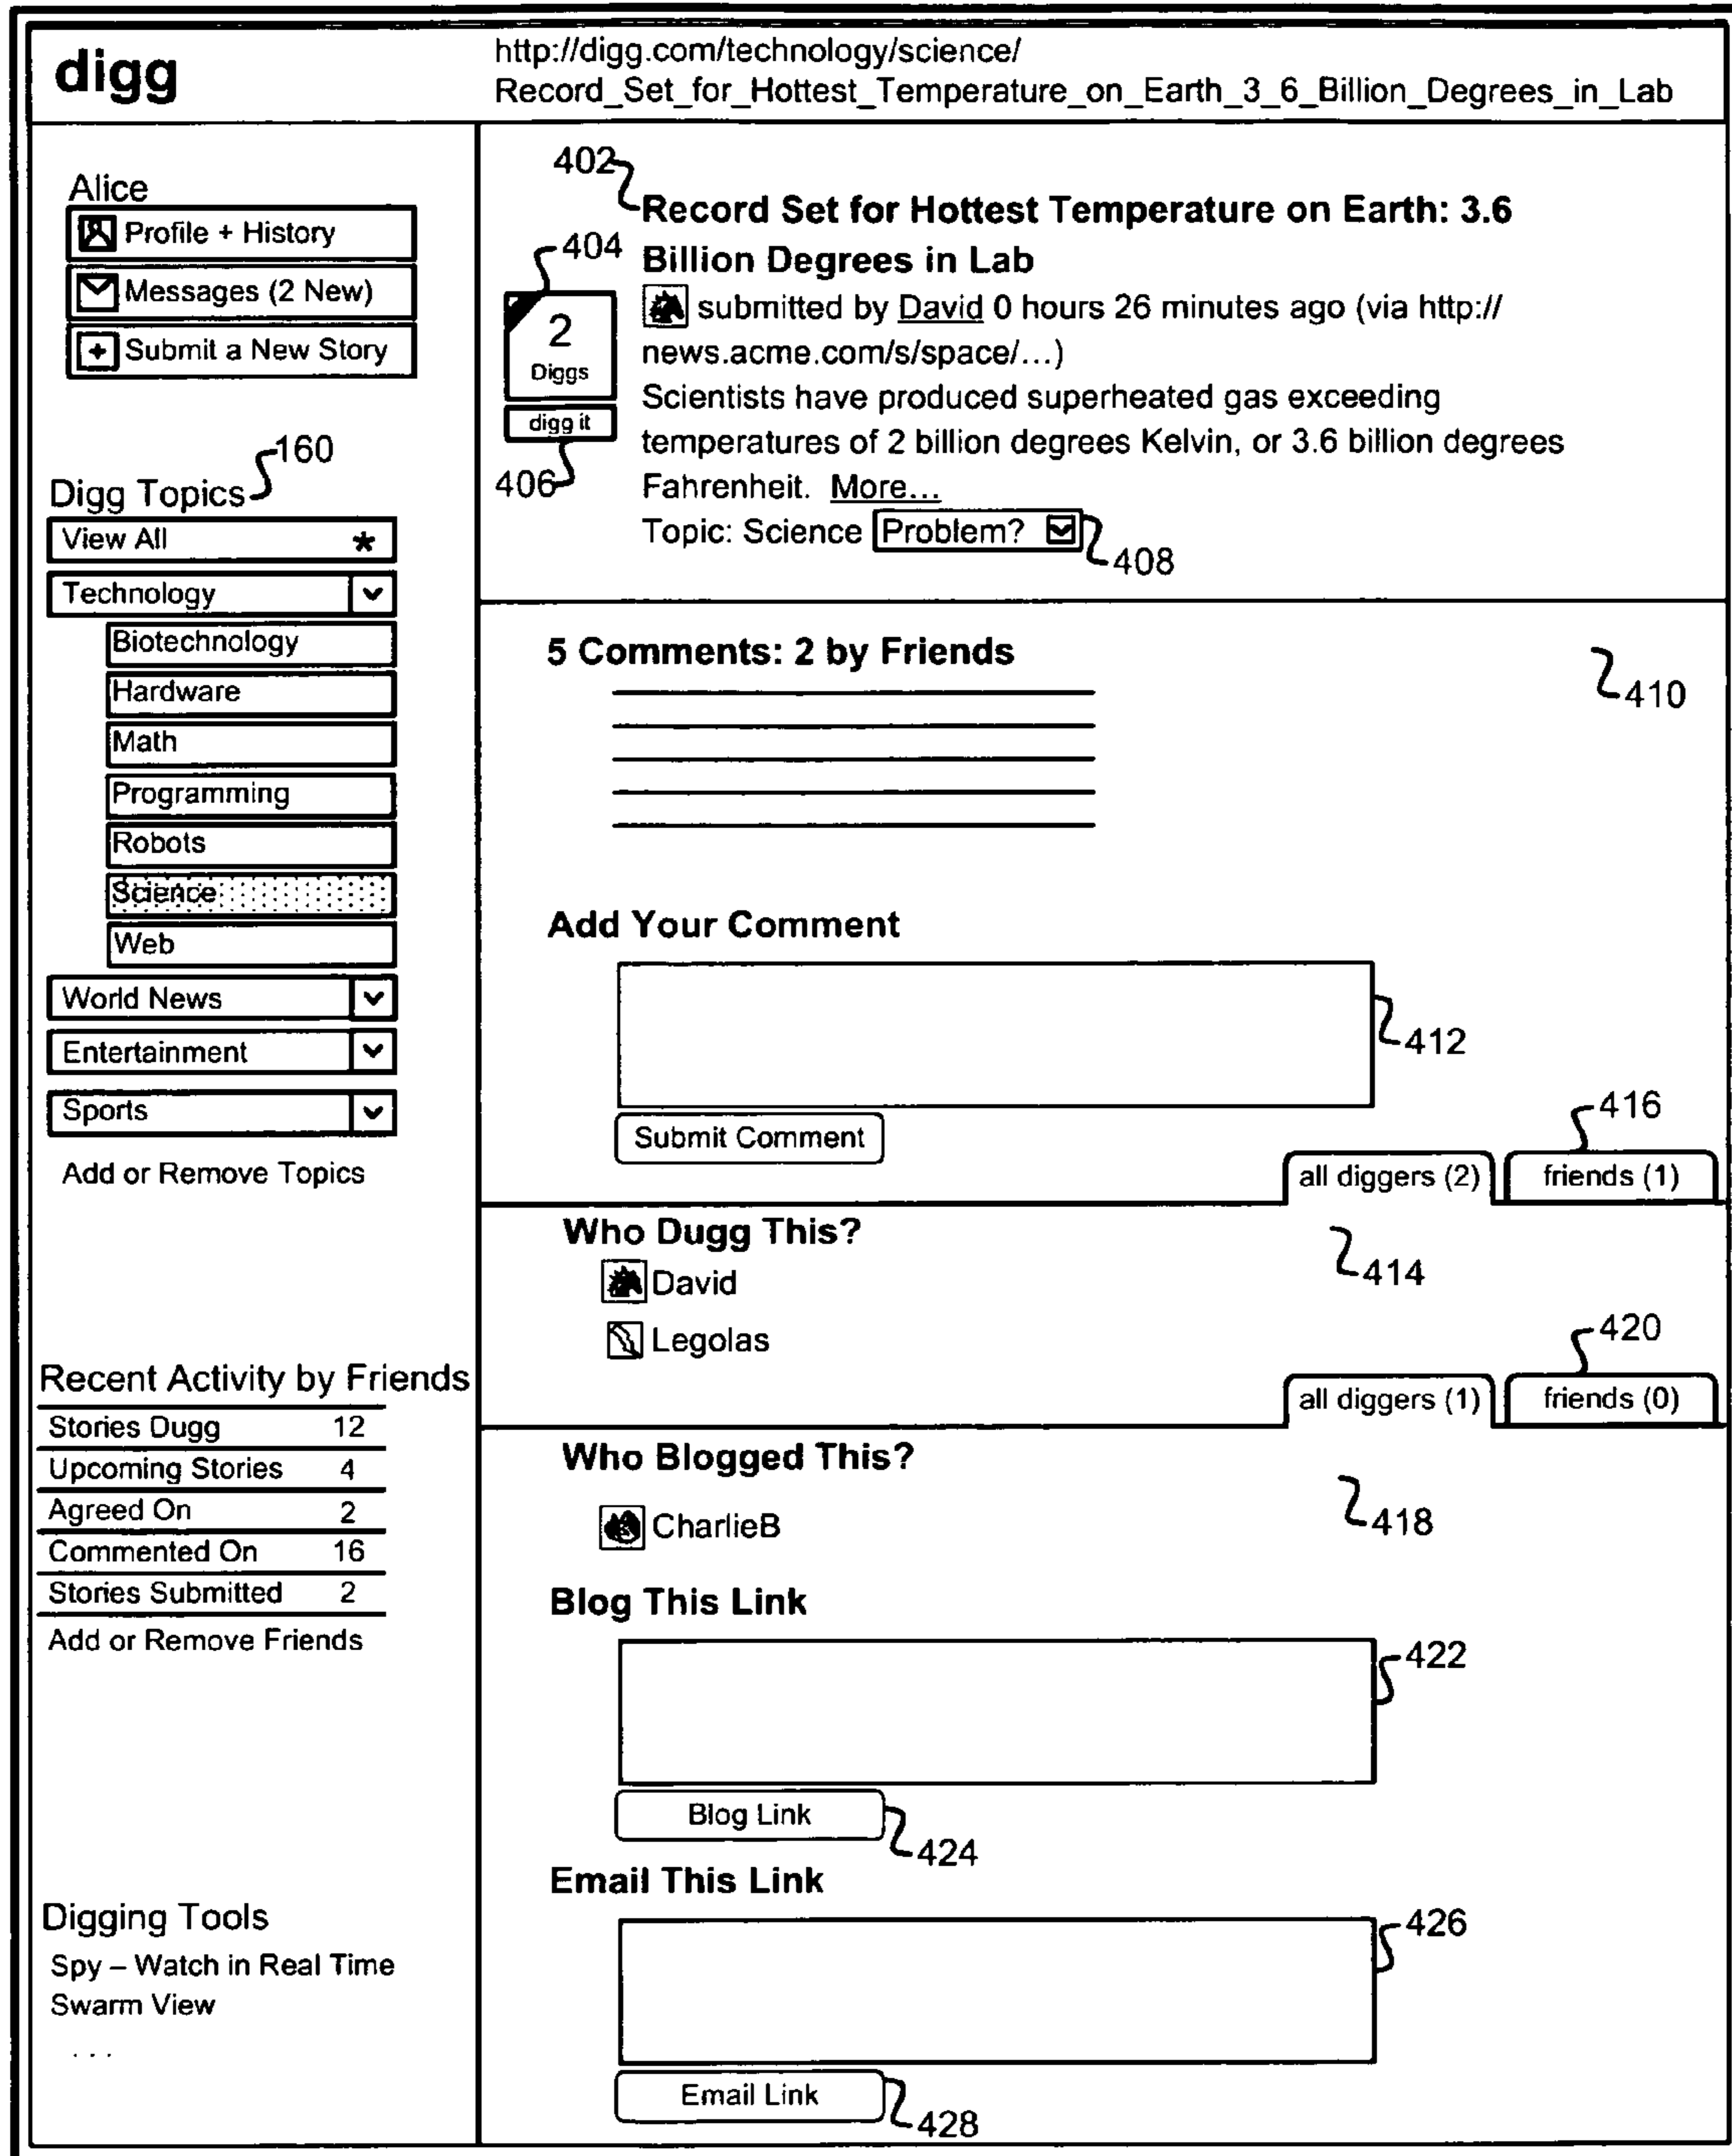 digg
http://digg.com/technology/science/
Record_Set_for_Hottest_Temperature_on_Earth_3_6_Billion_Degrees_in_Lab
Alice
Profile + History
Messages (2 New)
+ Submit a New Story
160
Digg Topics
View All *
Technology
Biotechnology
Hardware
Math
Programming
Robots
Science
Web
World News
Entertainment
Sports
Add or Remove Topics
Recent Activity by Friends
Stories Dugg 12
Upcoming Stories 4
Agreed On 2
Commented On 16
Stories Submitted 2
Add or Remove Friends
Digging Tools
Spy – Watch in Real Time
Swarm View
. . .
402
Record Set for Hottest Temperature on Earth: 3.6
404
Billion Degrees in Lab
2
Diggs
digg it
406
submitted by David 0 hours 26 minutes ago (via http://
news.acme.com/s/space/...)
Scientists have produced superheated gas exceeding
temperatures of 2 billion degrees Kelvin, or 3.6 billion degrees
Fahrenheit. More...
Topic: Science Problem?
408
5 Comments: 2 by Friends
410
Add Your Comment
412
Submit Comment
416
all diggers (2) friends (1)
Who Dugg This?
414
David
Legolas
420
all diggers (1) friends (0)
Who Blogged This?
418
CharlieB
Blog This Link
422
Blog Link
424
Email This Link
426
Email Link
428